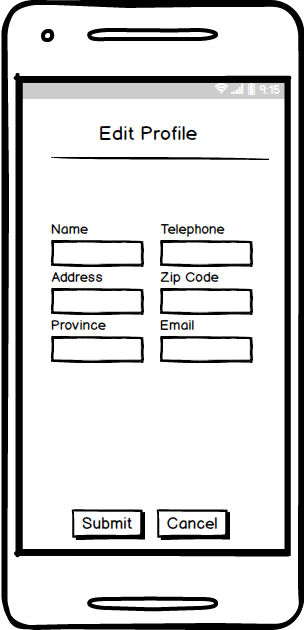 9:15
Edit Profile
Name Telephone
Address Zip Code
Province Email
Submit Cancel